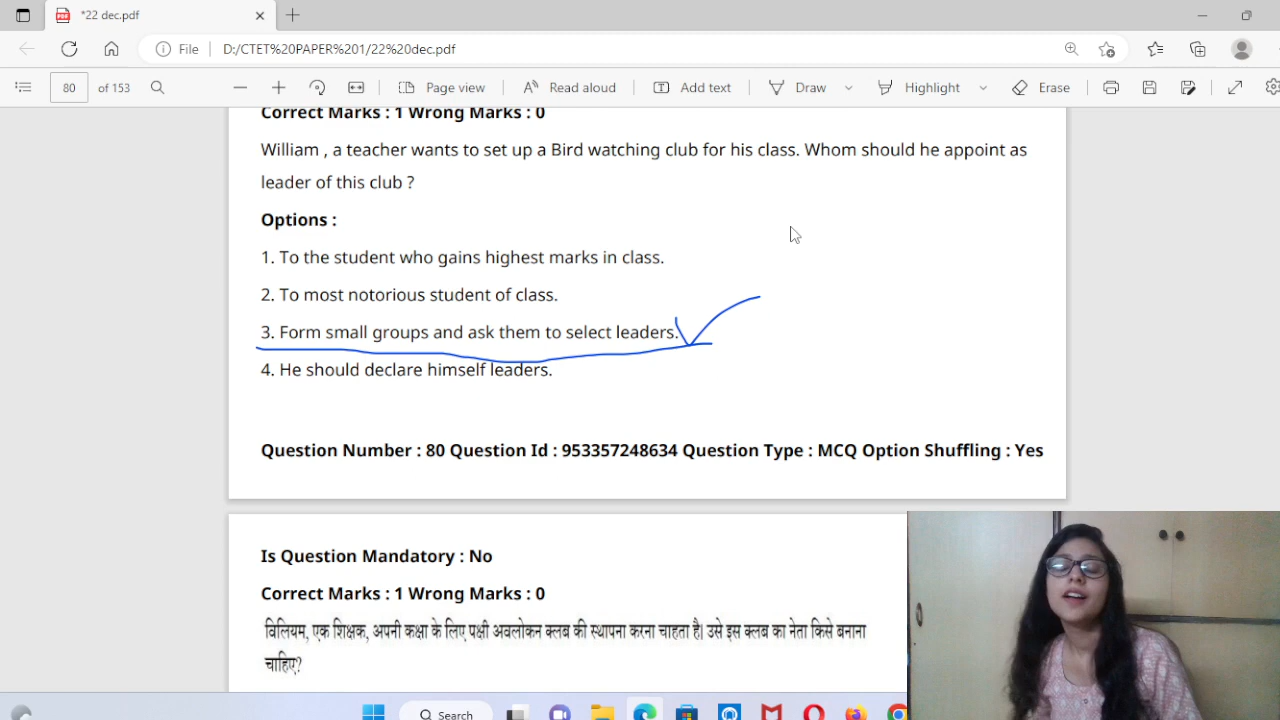 *22 dec.pdf
File
D:/CTET%20PAPER%201/22%20dec.pdf
80
of 153
Page view
Read aloud
Add text
Draw
Highlight
Erase
Correct Marks : 1 Wrong Marks : 0
William , a teacher wants to set up a Bird watching club for his class. Whom should he appoint as
leader of this club ?
Options :
1. To the student who gains highest marks in class.
2. To most notorious student of class.
3. Form small groups and ask them to select leaders.
4. He should declare himself leaders.
Question Number : 80 Question Id : 953357248634 Question Type : MCQ Option Shuffling : Yes
Is Question Mandatory : No
Correct Marks : 1 Wrong Marks : 0
विलियम, एक शिक्षक, अपनी कक्षा के लिए पक्षी अवलोकन क्लब की स्थापना करना चाहता है। उसे इस क्लब का नेता किसे बनाना
चाहिए?
Search